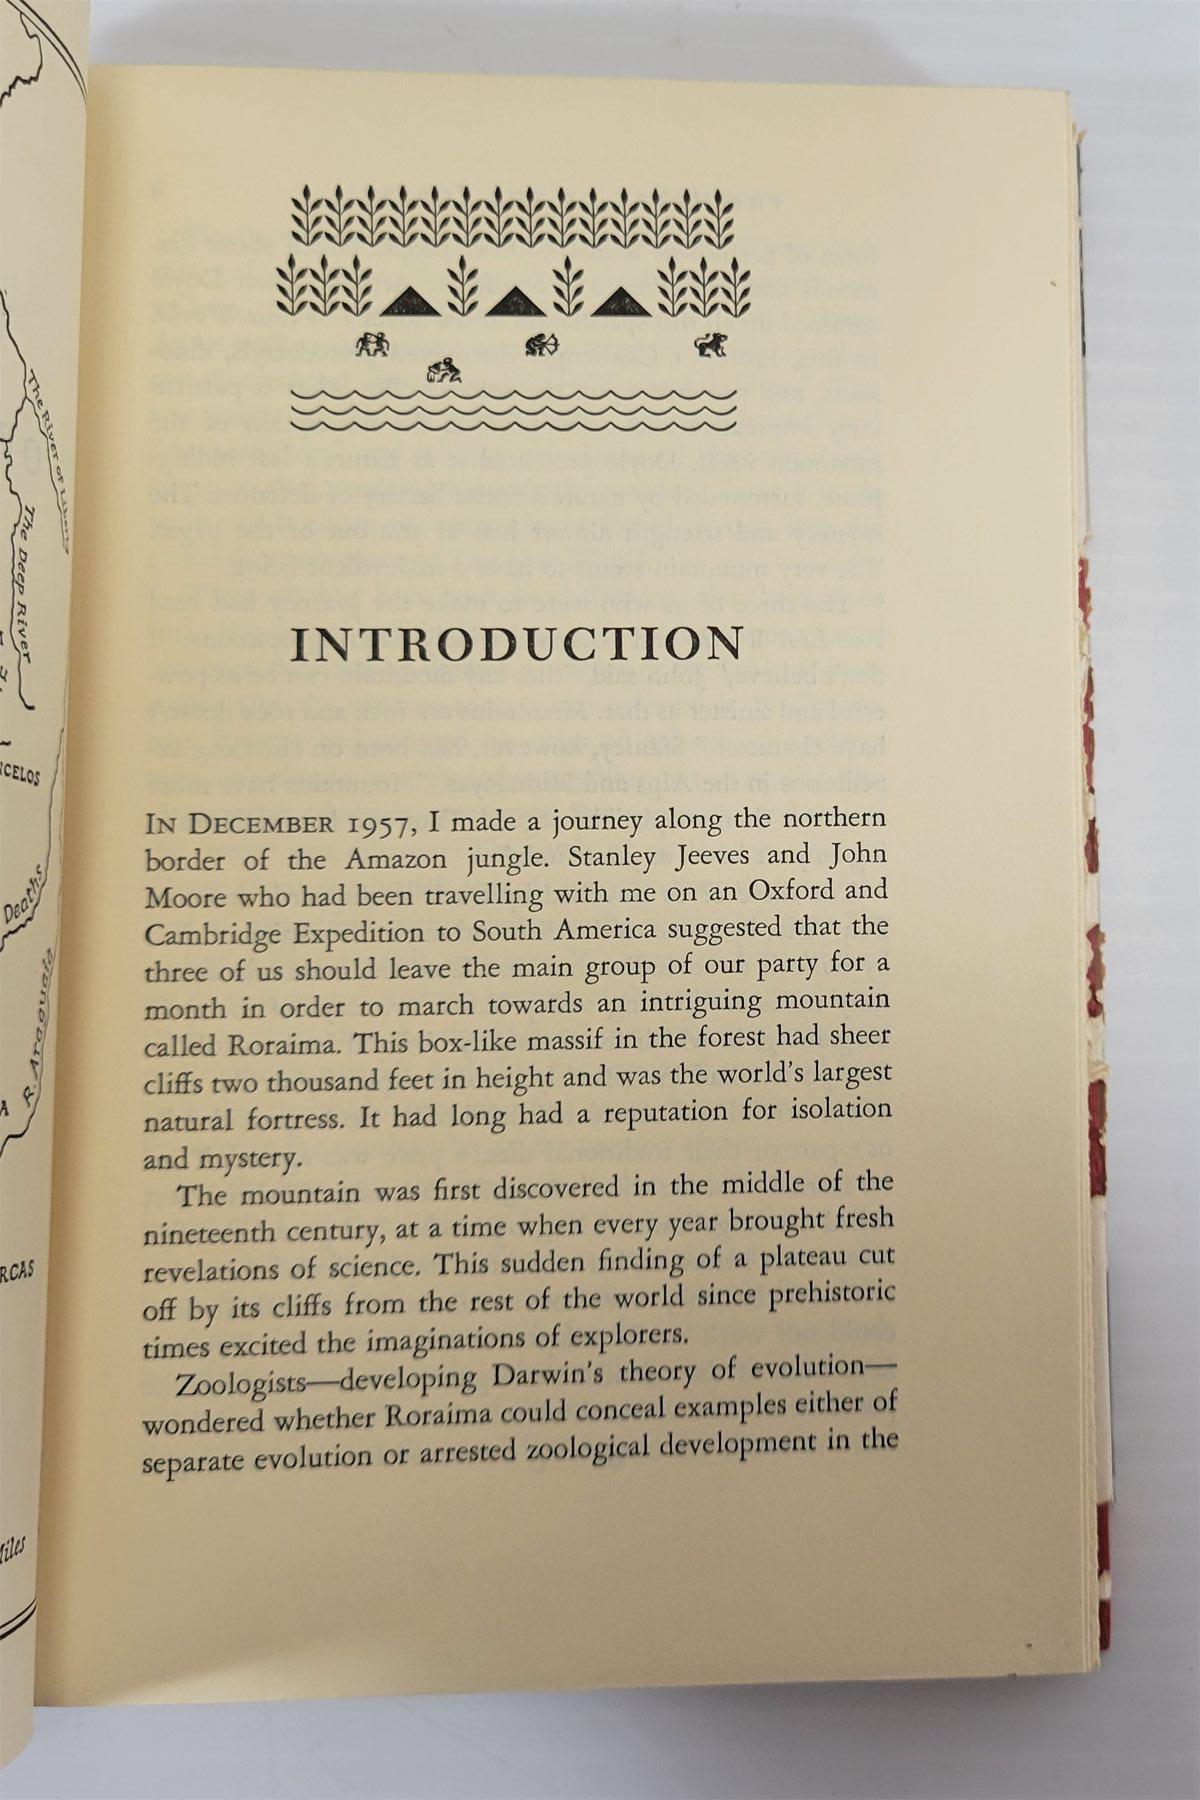 The River of Liberty
The Deep River
CELOS
Deaths
R. Araguaia
A
RCAS
Miles
INTRODUCTION
IN DECEMBER 1957, I made a journey along the northern
border of the Amazon jungle. Stanley Jeeves and John
Moore who had been travelling with me on an Oxford and
Cambridge Expedition to South America suggested that the
three of us should leave the main group of our party for a
month in order to march towards an intriguing mountain
called Roraima. This box-like massif in the forest had sheer
cliffs two thousand feet in height and was the world's largest
natural fortress. It had long had a reputation for isolation
and mystery.
The mountain was first discovered in the middle of the
nineteenth century, at a time when every year brought fresh
revelations of science. This sudden finding of a plateau cut
off by its cliffs from the rest of the world since prehistoric
times excited the imaginations of explorers.
Zoologists—developing Darwin's theory of evolution—
wondered whether Roraima could conceal examples either of
separate evolution or arrested zoological development in the